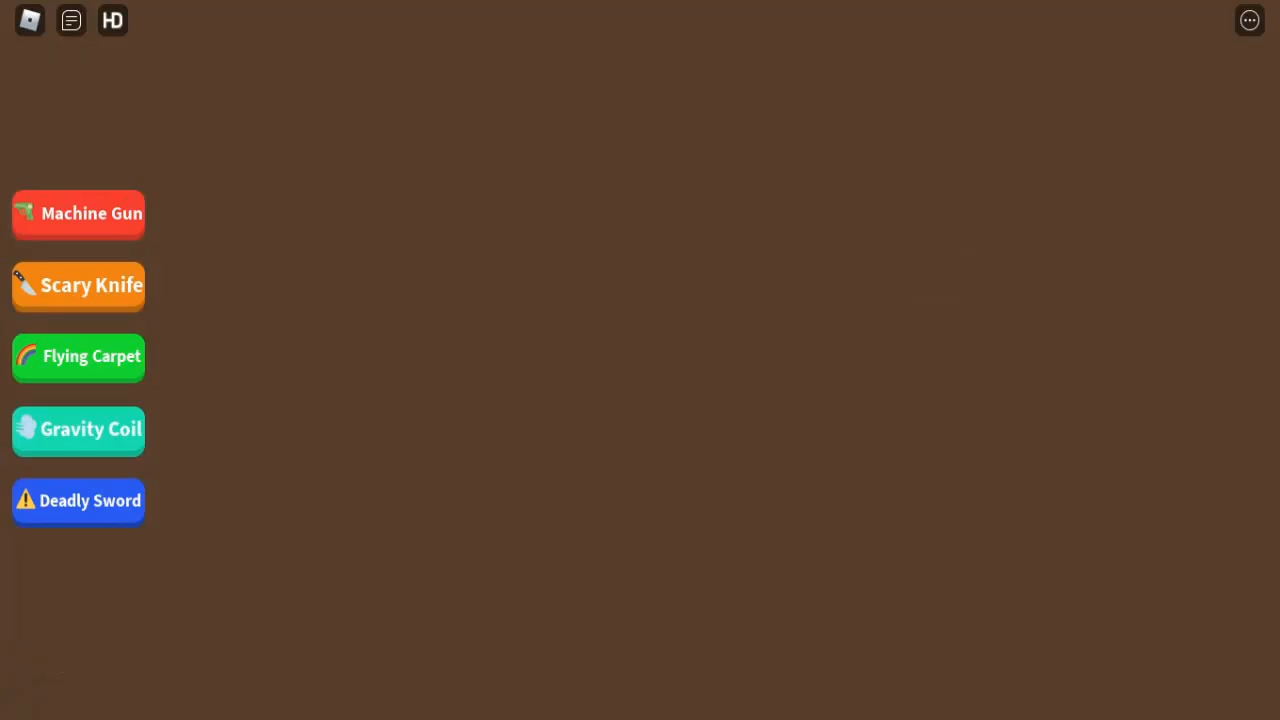 HD
Machine Gun
Scary Knife
Flying Carpet
Gravity Coil
Deadly Sword